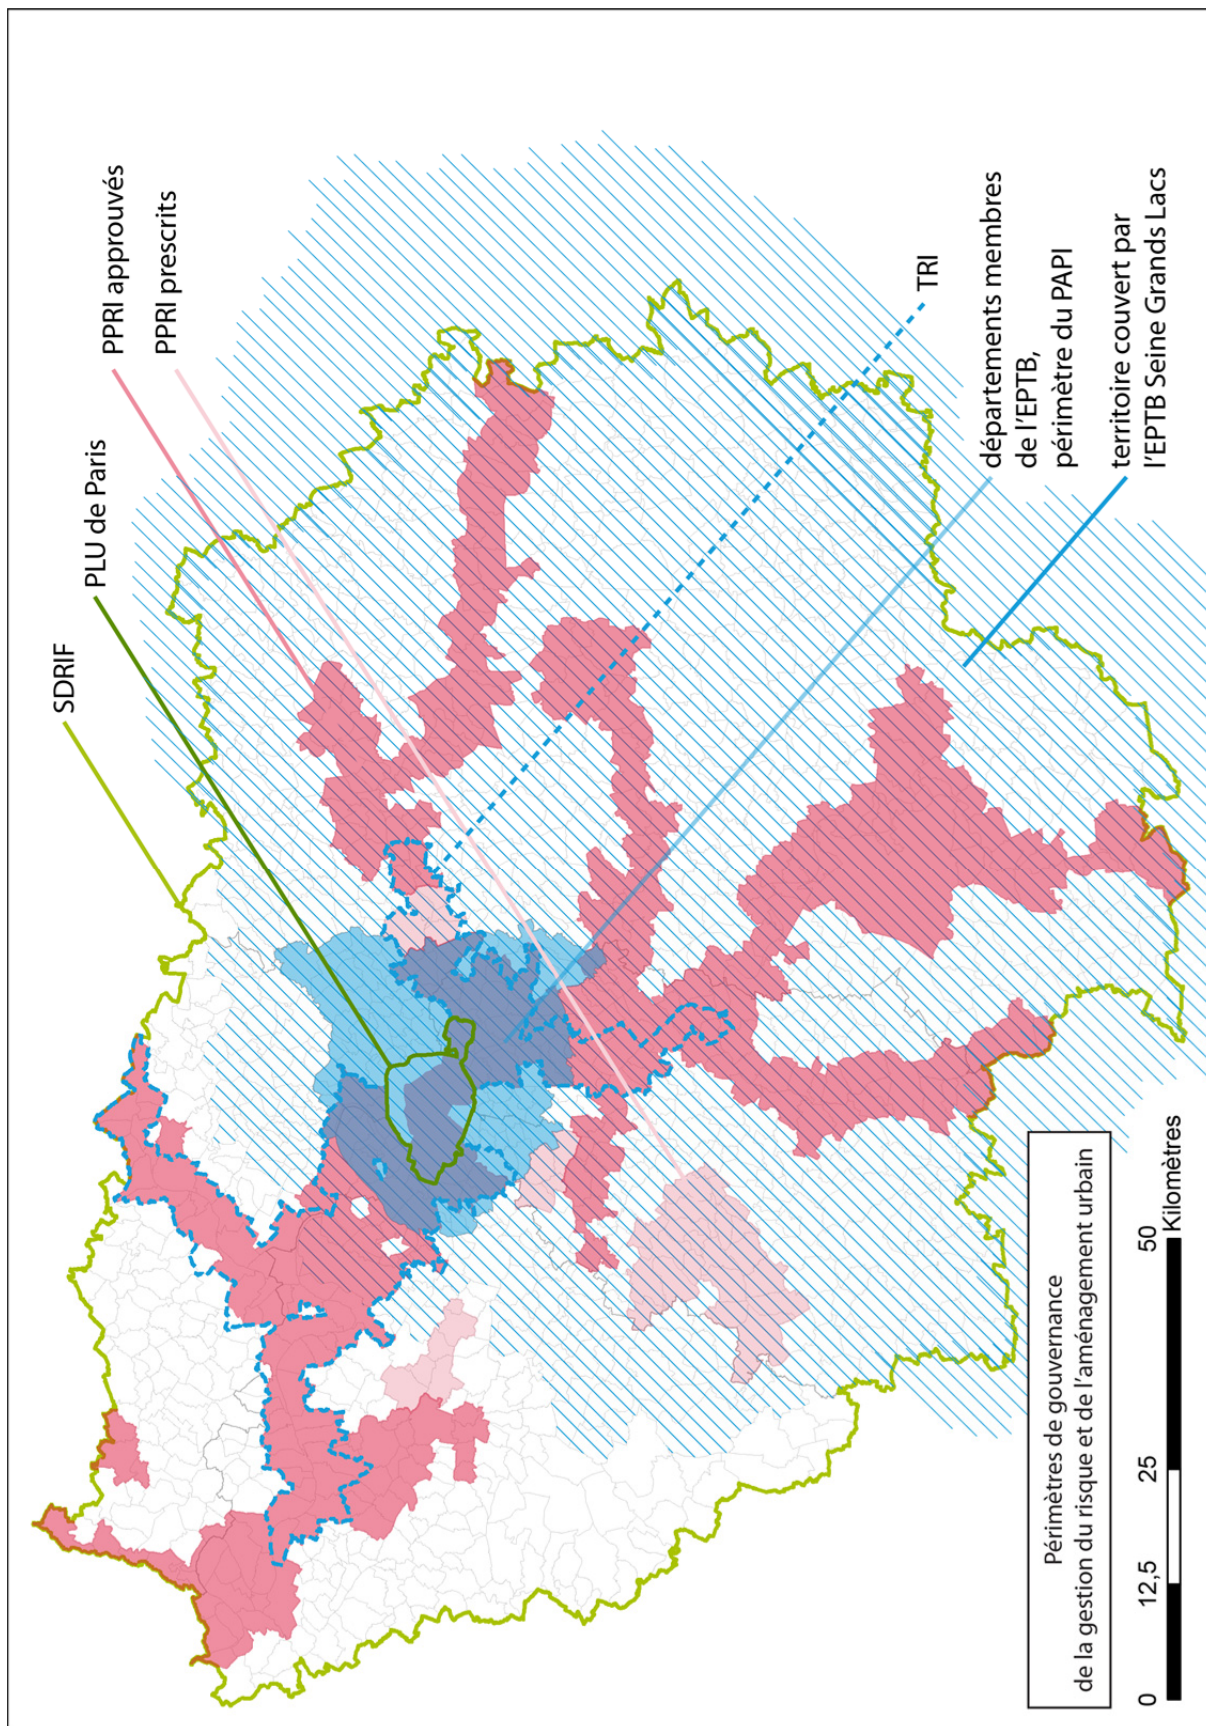 SDRIF
PLU de Paris
PPRI approuvés
PPRI prescrits
TRI
départements membres
de l'EPTB,
périmètre du PAPI
territoire couvert par
l'EPTB Seine Grands Lacs
Périmètres de gouvernance
de la gestion du risque et de l'aménagement urbain
0 12,5 25 50
Kilomètres